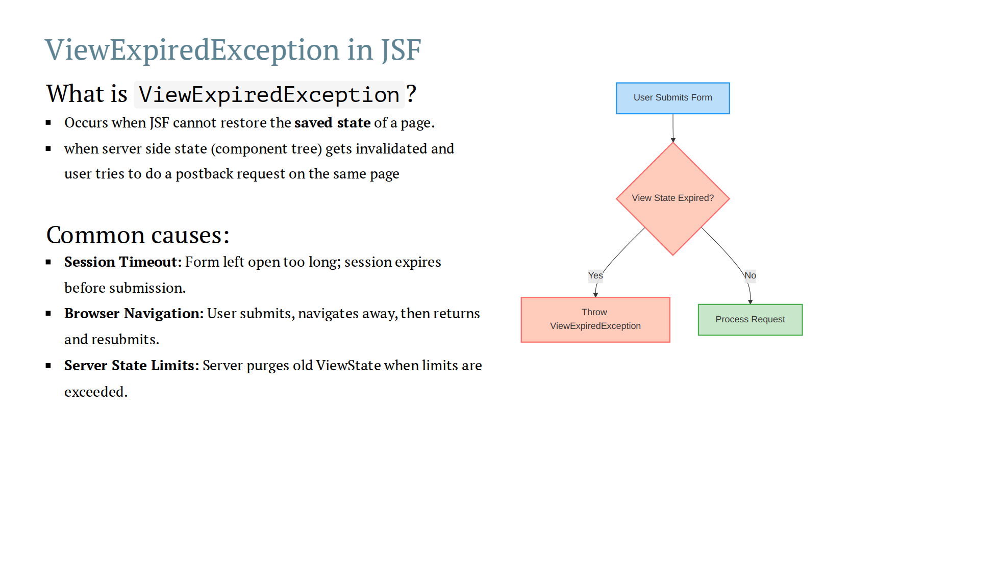 ViewExpiredException in JSF
What is ViewExpiredException?
▪ Occurs when JSF cannot restore the saved state of a page.
▪ when server side state (component tree) gets invalidated and
user tries to do a postback request on the same page
Common causes:
▪ Session Timeout: Form left open too long; session expires
before submission.
▪ Browser Navigation: User submits, navigates away, then returns
and resubmits.
▪ Server State Limits: Server purges old ViewState when limits are
exceeded.
User Submits Form
View State Expired?
Yes
No
Throw
ViewExpiredException
Process Request